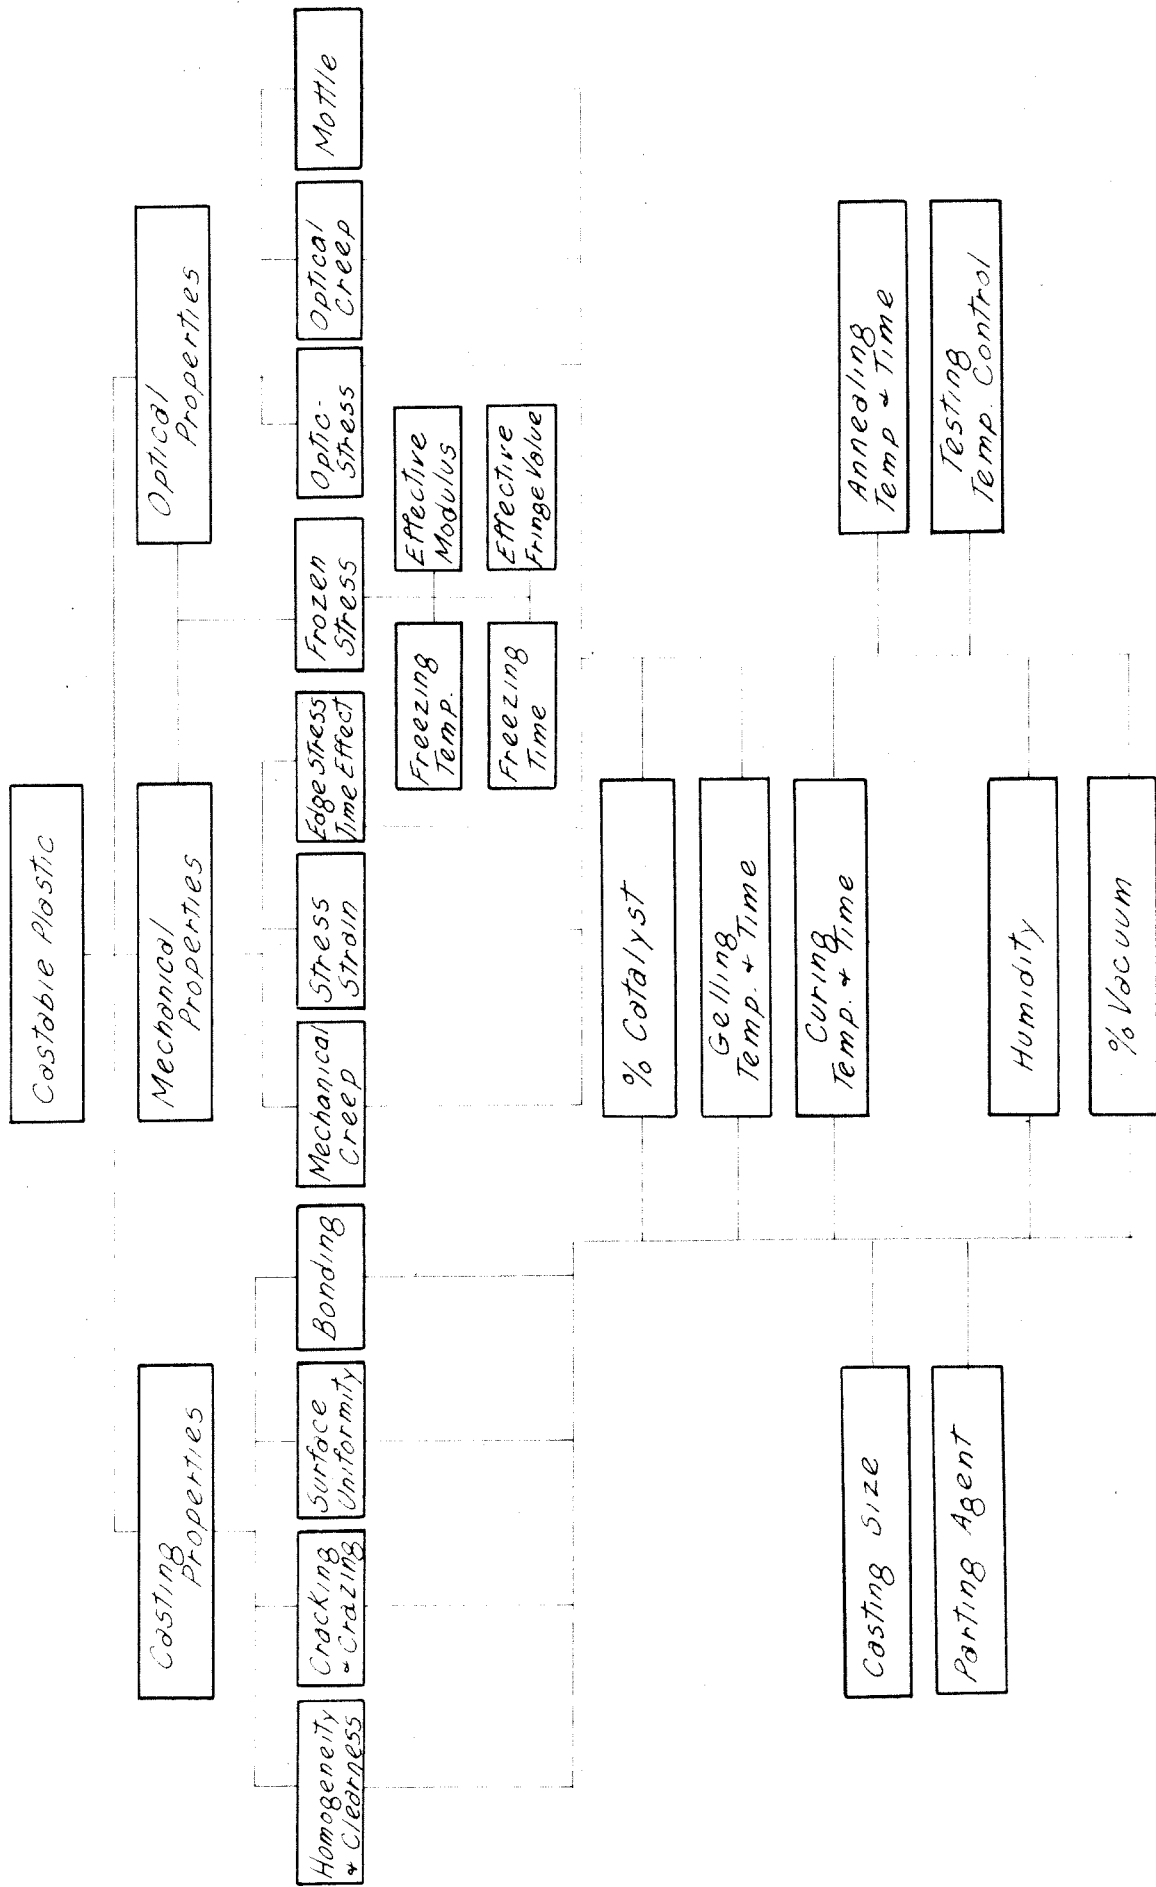 Castable Plastic
Casting
Properties
Mechanical
Properties
Optical
Properties
Homogeneity
& Clearness
Cracking
& Crazing
Surface
Uniformity
Bonding
Mechanical
Creep
Stress
Strain
Edge Stress
Time Effect
Frozen
Stress
Optic-
Stress
Optical
Creep
Mottle
Freezing
Temp.
Effective
Modulus
Freezing
Time
Effective
Fringe Value
% Catalyst
Gelling
Temp. & Time
Curing
Temp. & Time
Casting Size
Annealing
Temp & Time
Parting Agent
Testing
Temp. Control
Humidity
% Vacuum